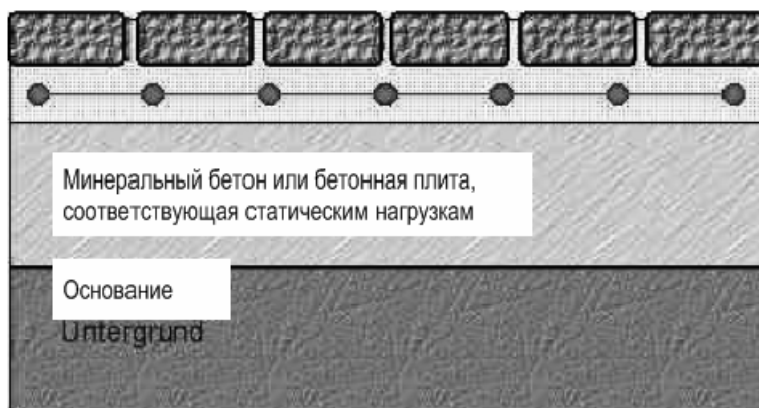 Минеральный бетон или бетонная плита,
соответствующая статическим нагрузкам
Основание
Untergrund